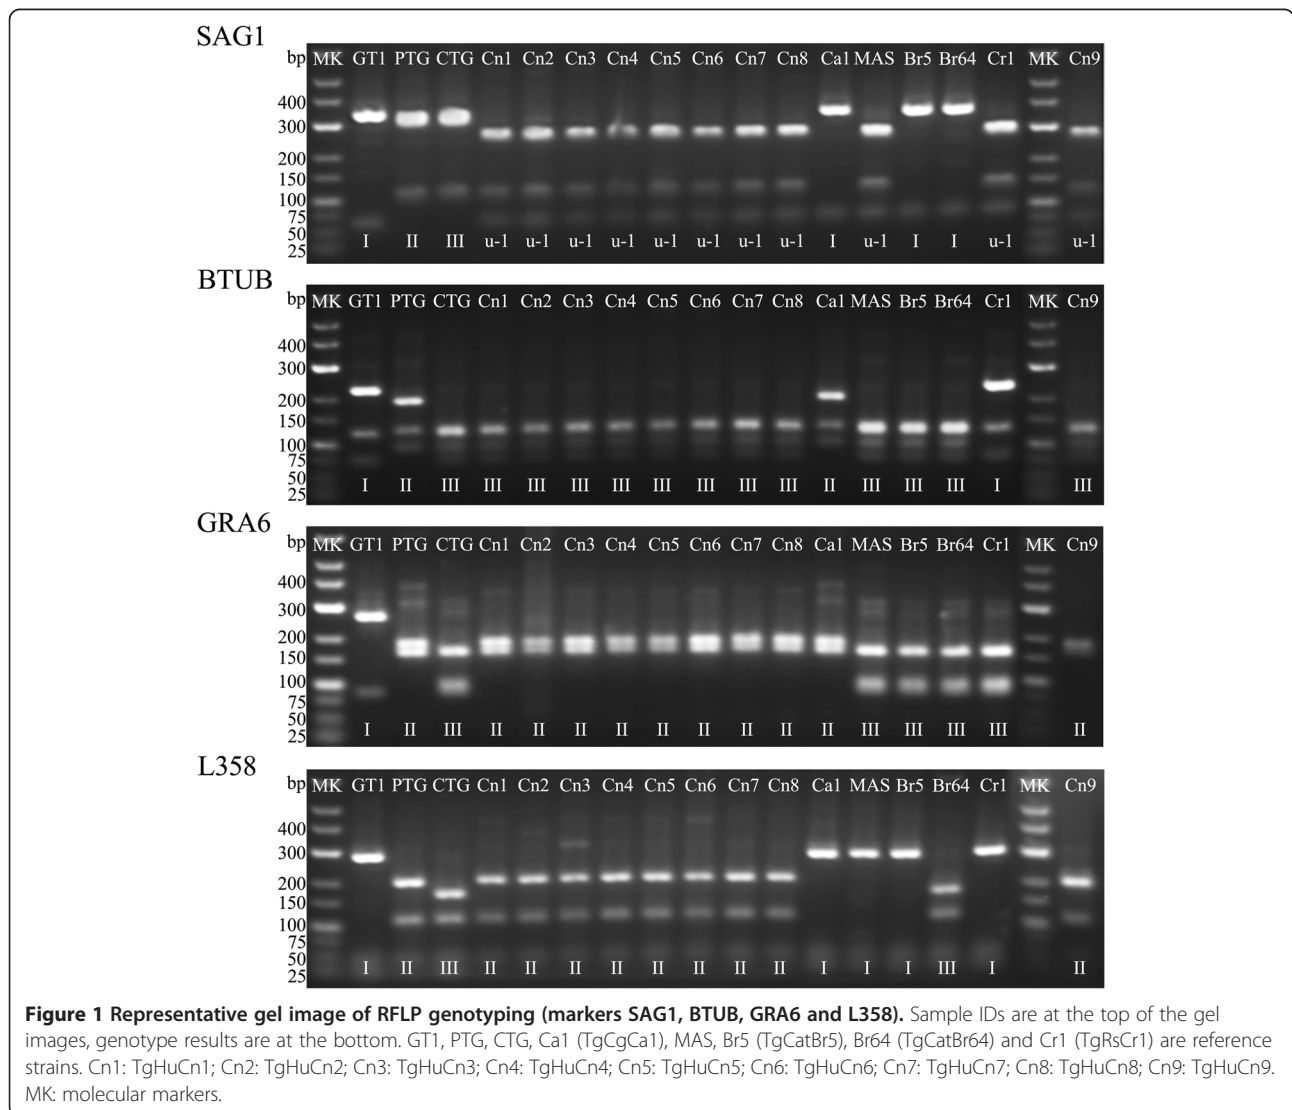 SAG1
bp MK GT1 PTG CTG Cn1 Cn2 Cn3 Cn4 Cn5 Cn6 Cn7 Cn8 Ca1 MAS Br5 Br64 Cr1 MK Cn9
400
300
200
150
100
75
50
25
I II III u-1 u-1 u-1 u-1 u-1 u-1 u-1 u-1 I u-1 I I u-1 u-1
BTUB
bp MK GT1 PTG CTG Cn1 Cn2 Cn3 Cn4 Cn5 Cn6 Cn7 Cn8 Ca1 MAS Br5 Br64 Cr1 MK Cn9
400
300
200
150
100
75
50
25
I II III III III III III III III III III II III III III I III
GRA6
bp MK GT1 PTG CTG Cn1 Cn2 Cn3 Cn4 Cn5 Cn6 Cn7 Cn8 Ca1 MAS Br5 Br64 Cr1 MK Cn9
400
300
200
150
100
75
50
25
I II III II II II II II II II II II III III III III II
L358
bp MK GT1 PTG CTG Cn1 Cn2 Cn3 Cn4 Cn5 Cn6 Cn7 Cn8 Ca1 MAS Br5 Br64 Cr1 MK Cn9
400
300
200
150
100
75
50
25
I II III II II II II II II II II I I I III I II
Figure 1 Representative gel image of RFLP genotyping (markers SAG1, BTUB, GRA6 and L358). Sample IDs are at the top of the gel
images, genotype results are at the bottom. GT1, PTG, CTG, Ca1 (TgCgCa1), MAS, Br5 (TgCatBr5), Br64 (TgCatBr64) and Cr1 (TgRsCr1) are reference
strains. Cn1: TgHuCn1; Cn2: TgHuCn2; Cn3: TgHuCn3; Cn4: TgHuCn4; Cn5: TgHuCn5; Cn6: TgHuCn6; Cn7: TgHuCn7; Cn8: TgHuCn8; Cn9: TgHuCn9.
MK: molecular markers.